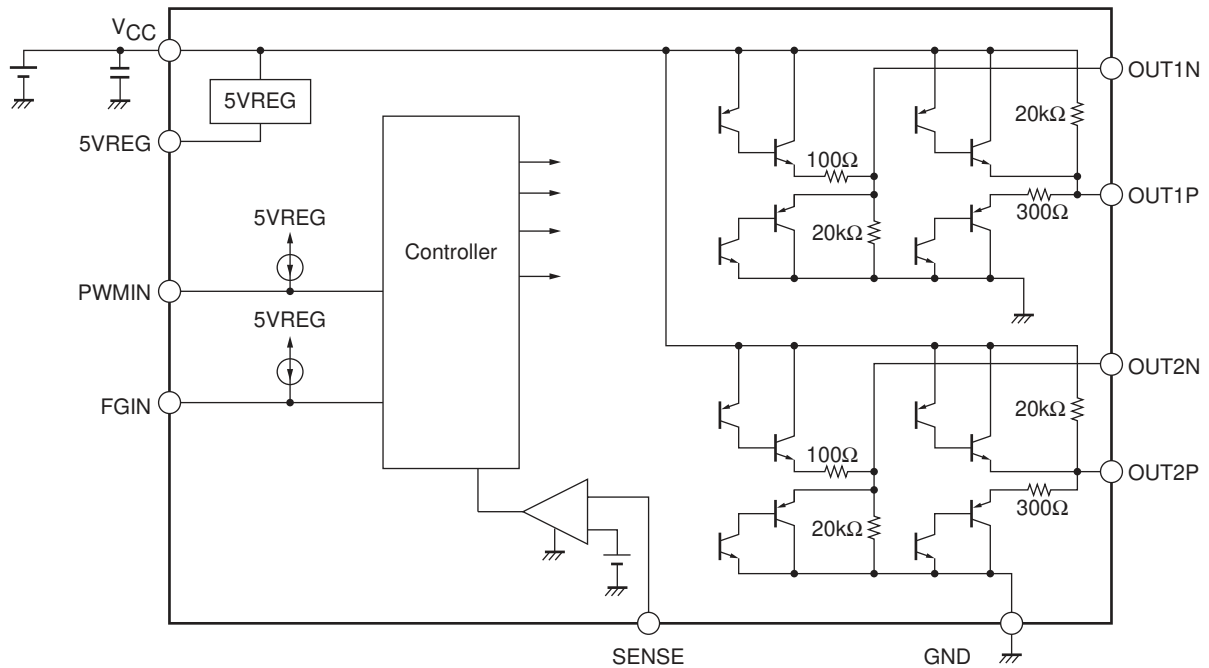 VCC
5VREG
5VREG
5VREG
PWMIN
5VREG
FGIN
Controller
SENSE
GND
OUT1N
20kΩ
100Ω
OUT1P
300Ω
20kΩ
OUT2N
20kΩ
100Ω
OUT2P
300Ω
20kΩ